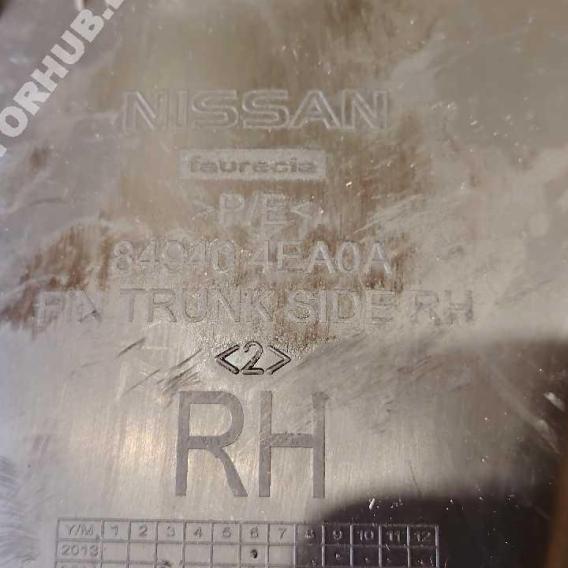 NISSAN
faurecia
>P/E<
84940 4EA0A
FIN TRUNK SIDE RH
<2>
RH
Y/M 1 2 3 4 5 6 7 8 9 10 11 12
2013